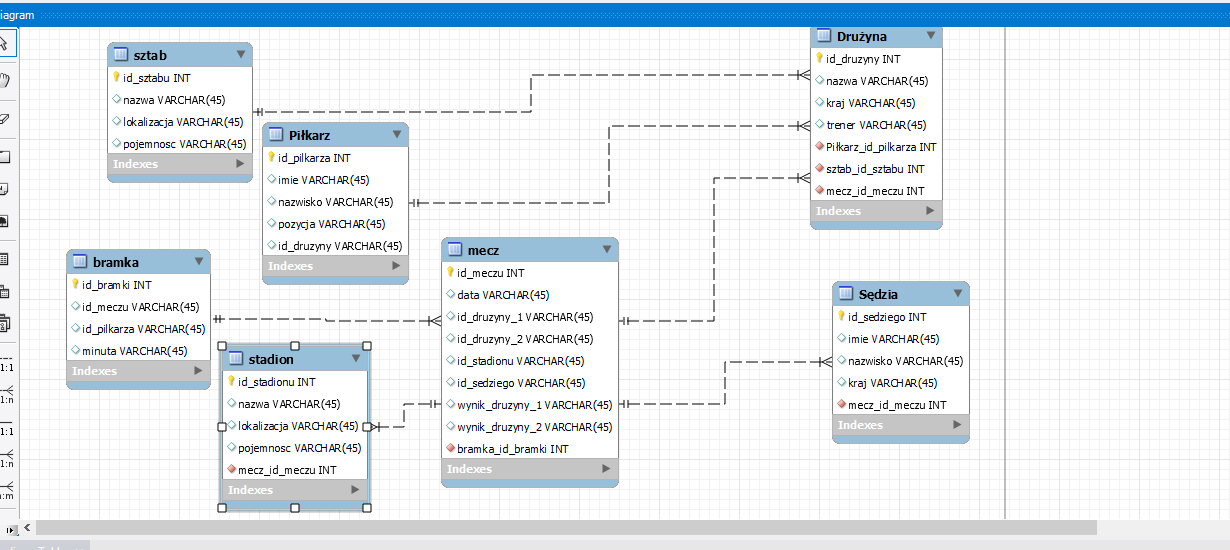 iagram
sztab
id_sztabu INT
nazwa VARCHAR(45)
lokalizacja VARCHAR(45)
pojemnosc VARCHAR(45)
Indexes
Piłkarz
id_pilkarza INT
imie VARCHAR(45)
nazwisko VARCHAR(45)
pozycja VARCHAR(45)
id_druzyny VARCHAR(45)
Indexes
Drużyna
id_druzyny INT
nazwa VARCHAR(45)
kraj VARCHAR(45)
trener VARCHAR(45)
Piłkarz_id_pilkarza INT
sztab_id_sztabu INT
mecz_id_meczu INT
Indexes
bramka
id_bramki INT
id_meczu VARCHAR(45)
id_pilkarza VARCHAR(45)
minuta VARCHAR(45)
Indexes
mecz
id_meczu INT
data VARCHAR(45)
id_druzyny_1 VARCHAR(45)
id_druzyny_2 VARCHAR(45)
id_stadionu VARCHAR(45)
id_sedziego VARCHAR(45)
wynik_druzyny_1 VARCHAR(45)
wynik_druzyny_2 VARCHAR(45)
bramka_id_bramki INT
Indexes
Sędzia
id_sedziego INT
imie VARCHAR(45)
nazwisko VARCHAR(45)
kraj VARCHAR(45)
mecz_id_meczu INT
Indexes
stadion
id_stadionu INT
nazwa VARCHAR(45)
lokalizacja VARCHAR(45)
pojemnosc VARCHAR(45)
mecz_id_meczu INT
Indexes
1:1
1:n
1:1
1:n
n:m